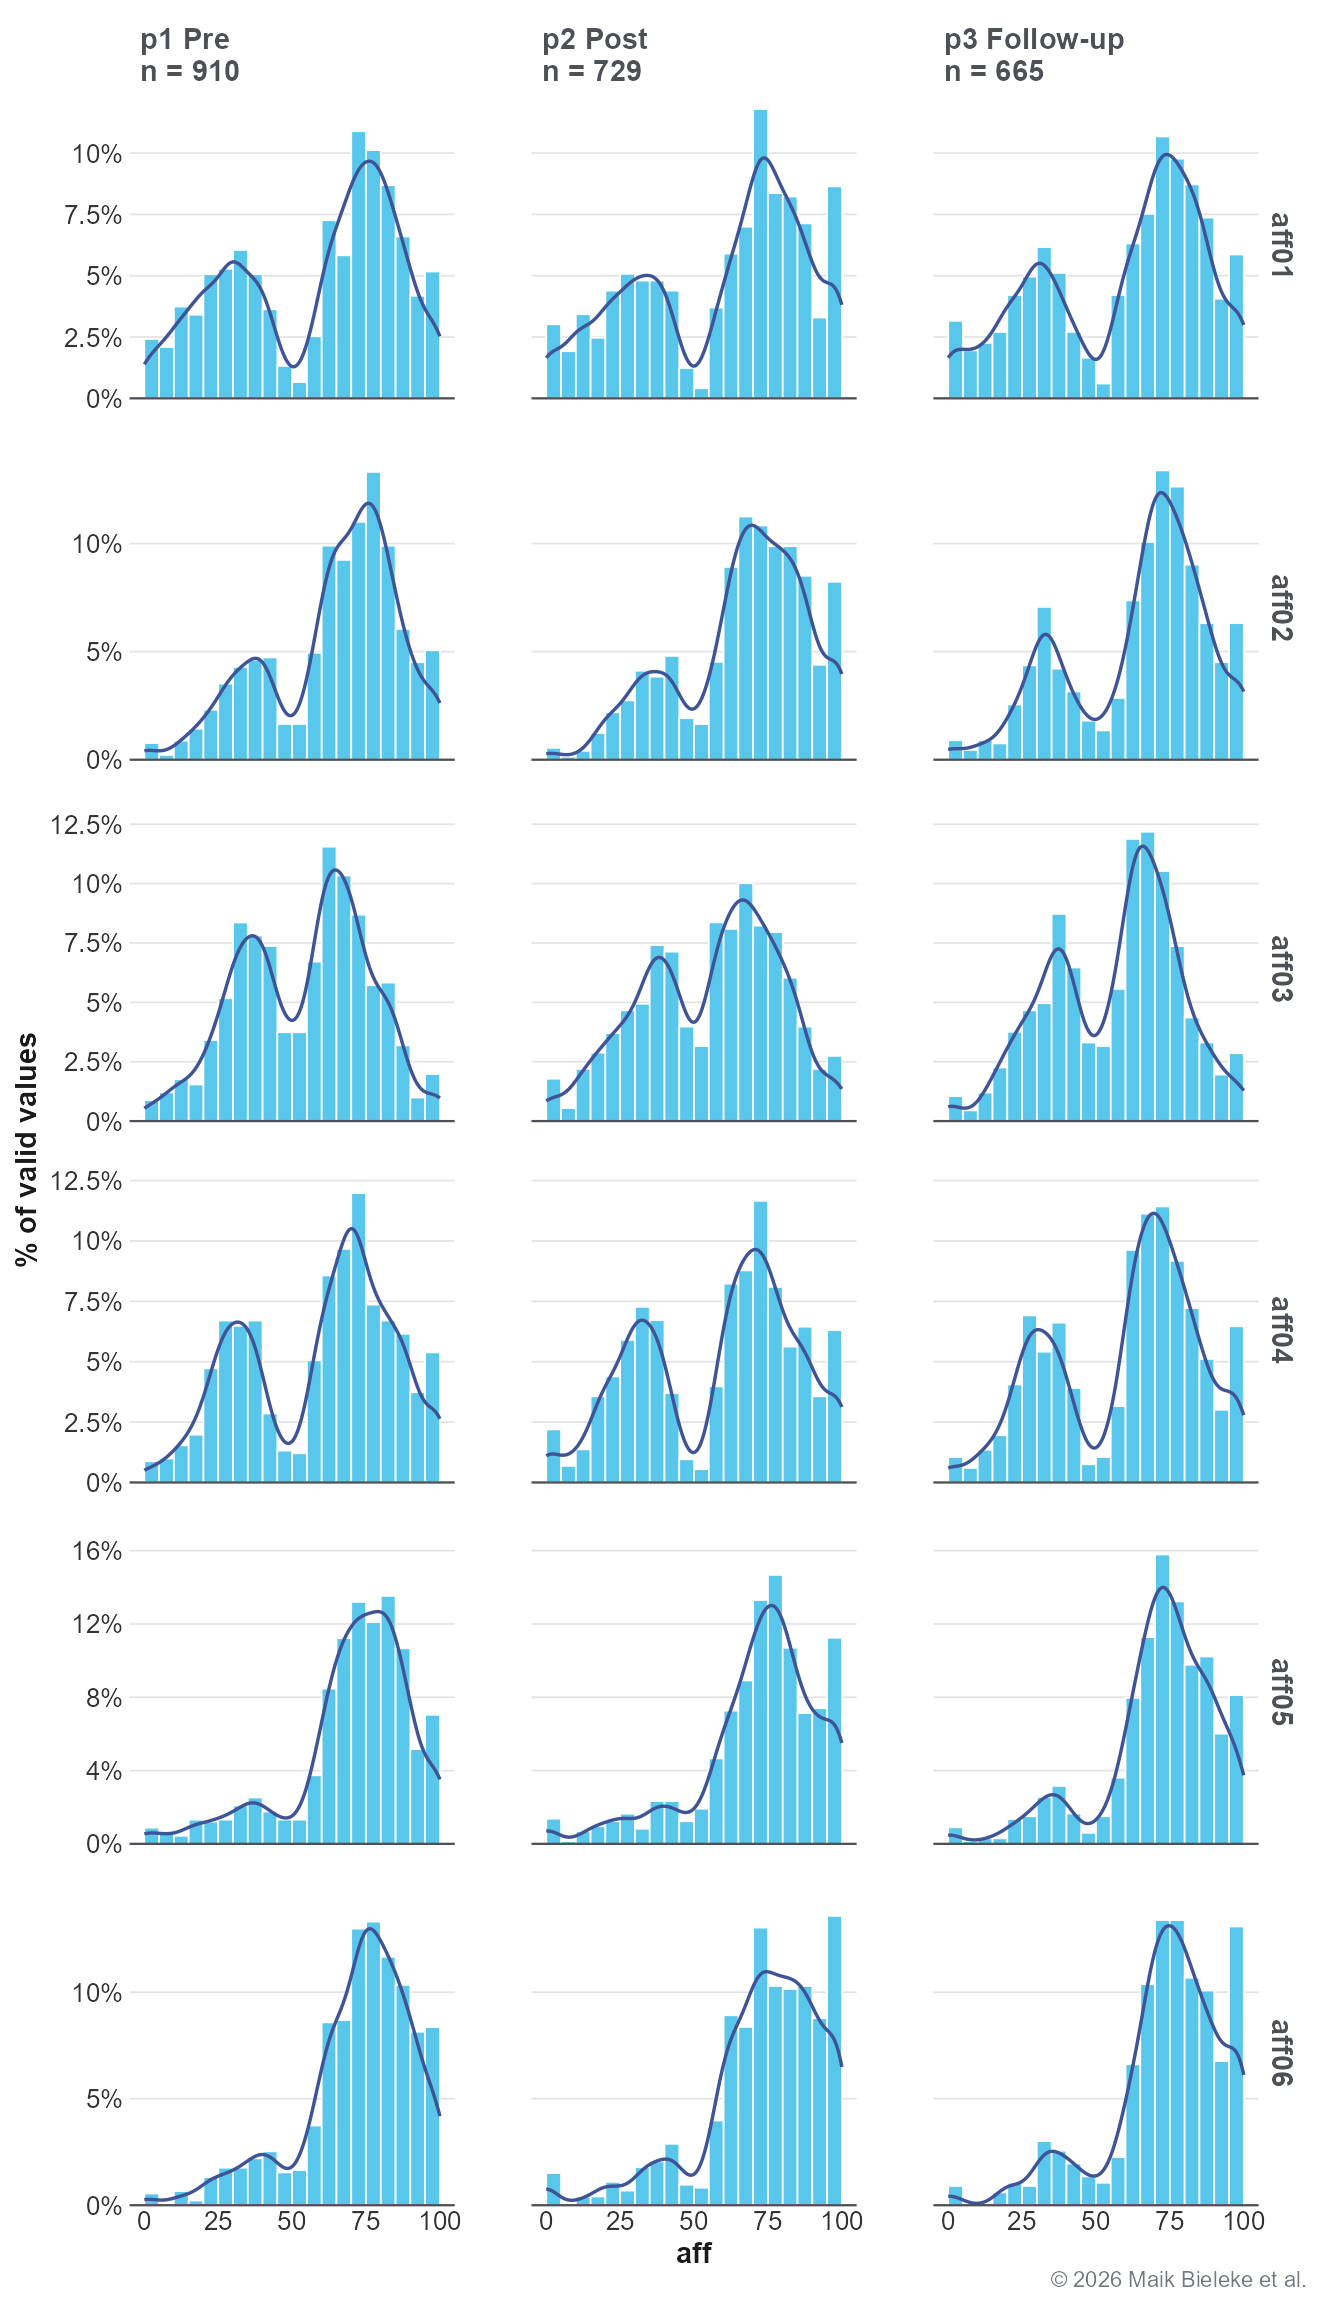 p1 Pre
n = 910
p2 Post
n = 729
p3 Follow-up
n = 665
10%
7.5%
5%
2.5%
0%
aff01
10%
5%
0%
aff02
12.5%
10%
7.5%
5%
2.5%
0%
aff03
% of valid values
12.5%
10%
7.5%
5%
2.5%
0%
aff04
16%
12%
8%
4%
0%
aff05
10%
5%
0%
aff06
0 25 50 75 100
0 25 50 75 100
0 25 50 75 100
aff
© 2026 Maik Bieleke et al.